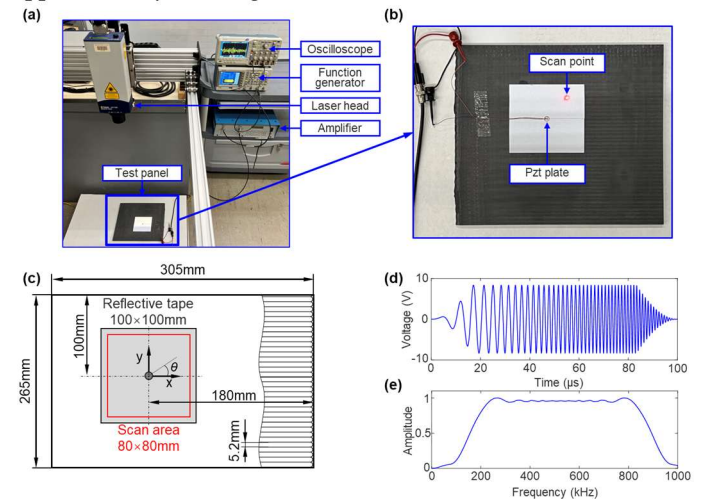 (a)
Oscilloscope
Function
generator
Laser head
Amplifier
Test panel
(b)
Scan point
Pzt plate
(c)
305mm
Reflective tape
100×100mm
100mm
265mm
y
θ
x
180mm
Scan area
80×80mm
5.2mm
(d)
10
0
-10
Voltage (V)
0 20 40 60 80 100
Time (µs)
(e)
1
0.5
0
Amplitude
0 200 400 600 800 1000
Frequency (kHz)